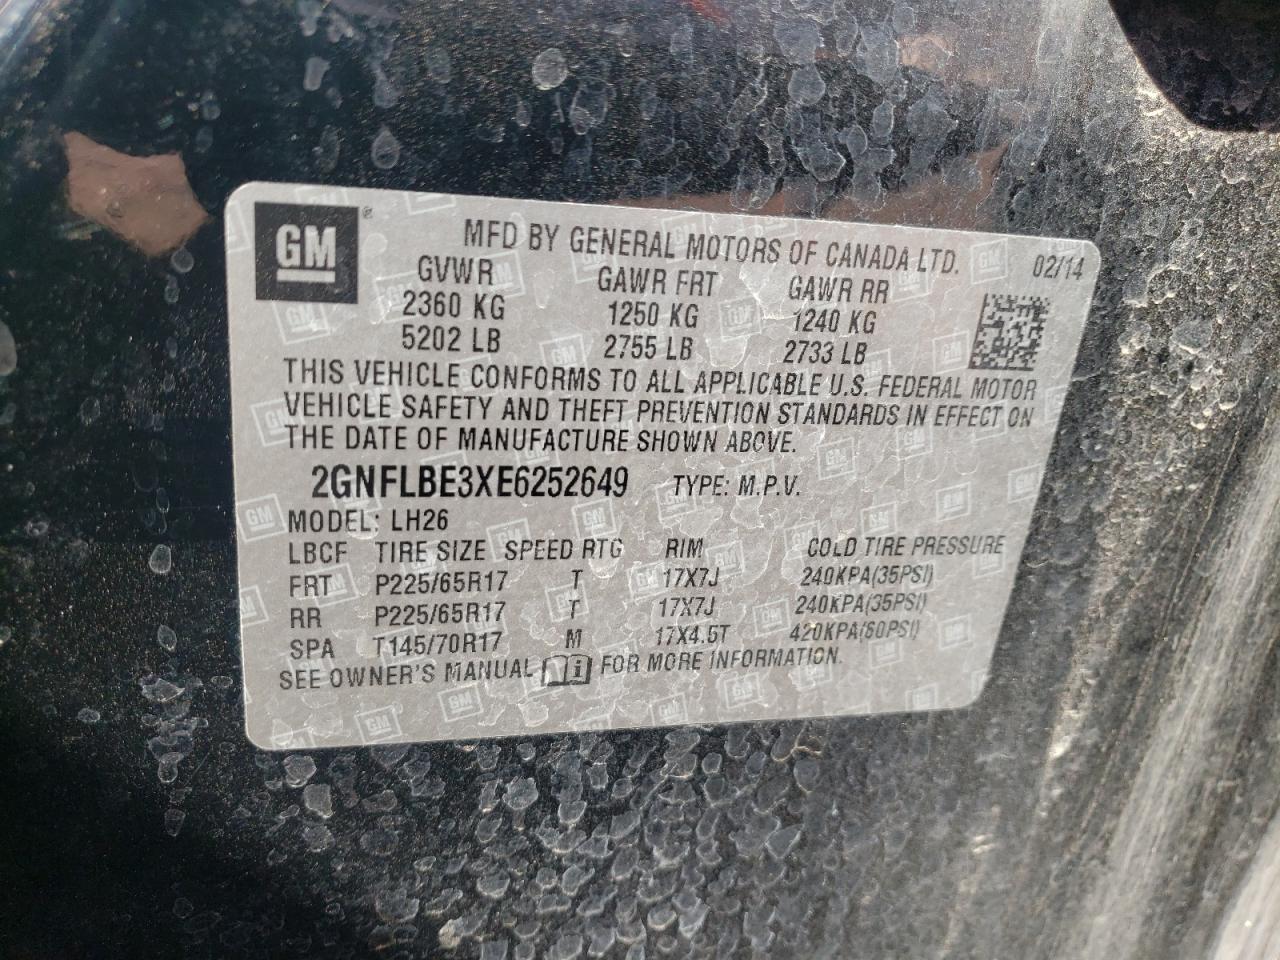 GM ®
MFD BY GENERAL MOTORS OF CANADA LTD. 02/14
GVWR GAWR FRT GAWR RR
2360 KG 1250 KG 1240 KG
5202 LB 2755 LB 2733 LB
THIS VEHICLE CONFORMS TO ALL APPLICABLE U.S. FEDERAL MOTOR
VEHICLE SAFETY AND THEFT PREVENTION STANDARDS IN EFFECT ON
THE DATE OF MANUFACTURE SHOWN ABOVE.
2GNFLBE3XE6252649 TYPE: M.P.V.
MODEL: LH26
LBCF TIRE SIZE SPEED RTG RIM COLD TIRE PRESSURE
FRT P225/65R17 T 17X7J 240KPA(35PSI)
RR P225/65R17 T 17X7J 240KPA(35PSI)
SPA T145/70R17 M 17X4.5T 420KPA(60PSI)
SEE OWNER'S MANUAL i FOR MORE INFORMATION.